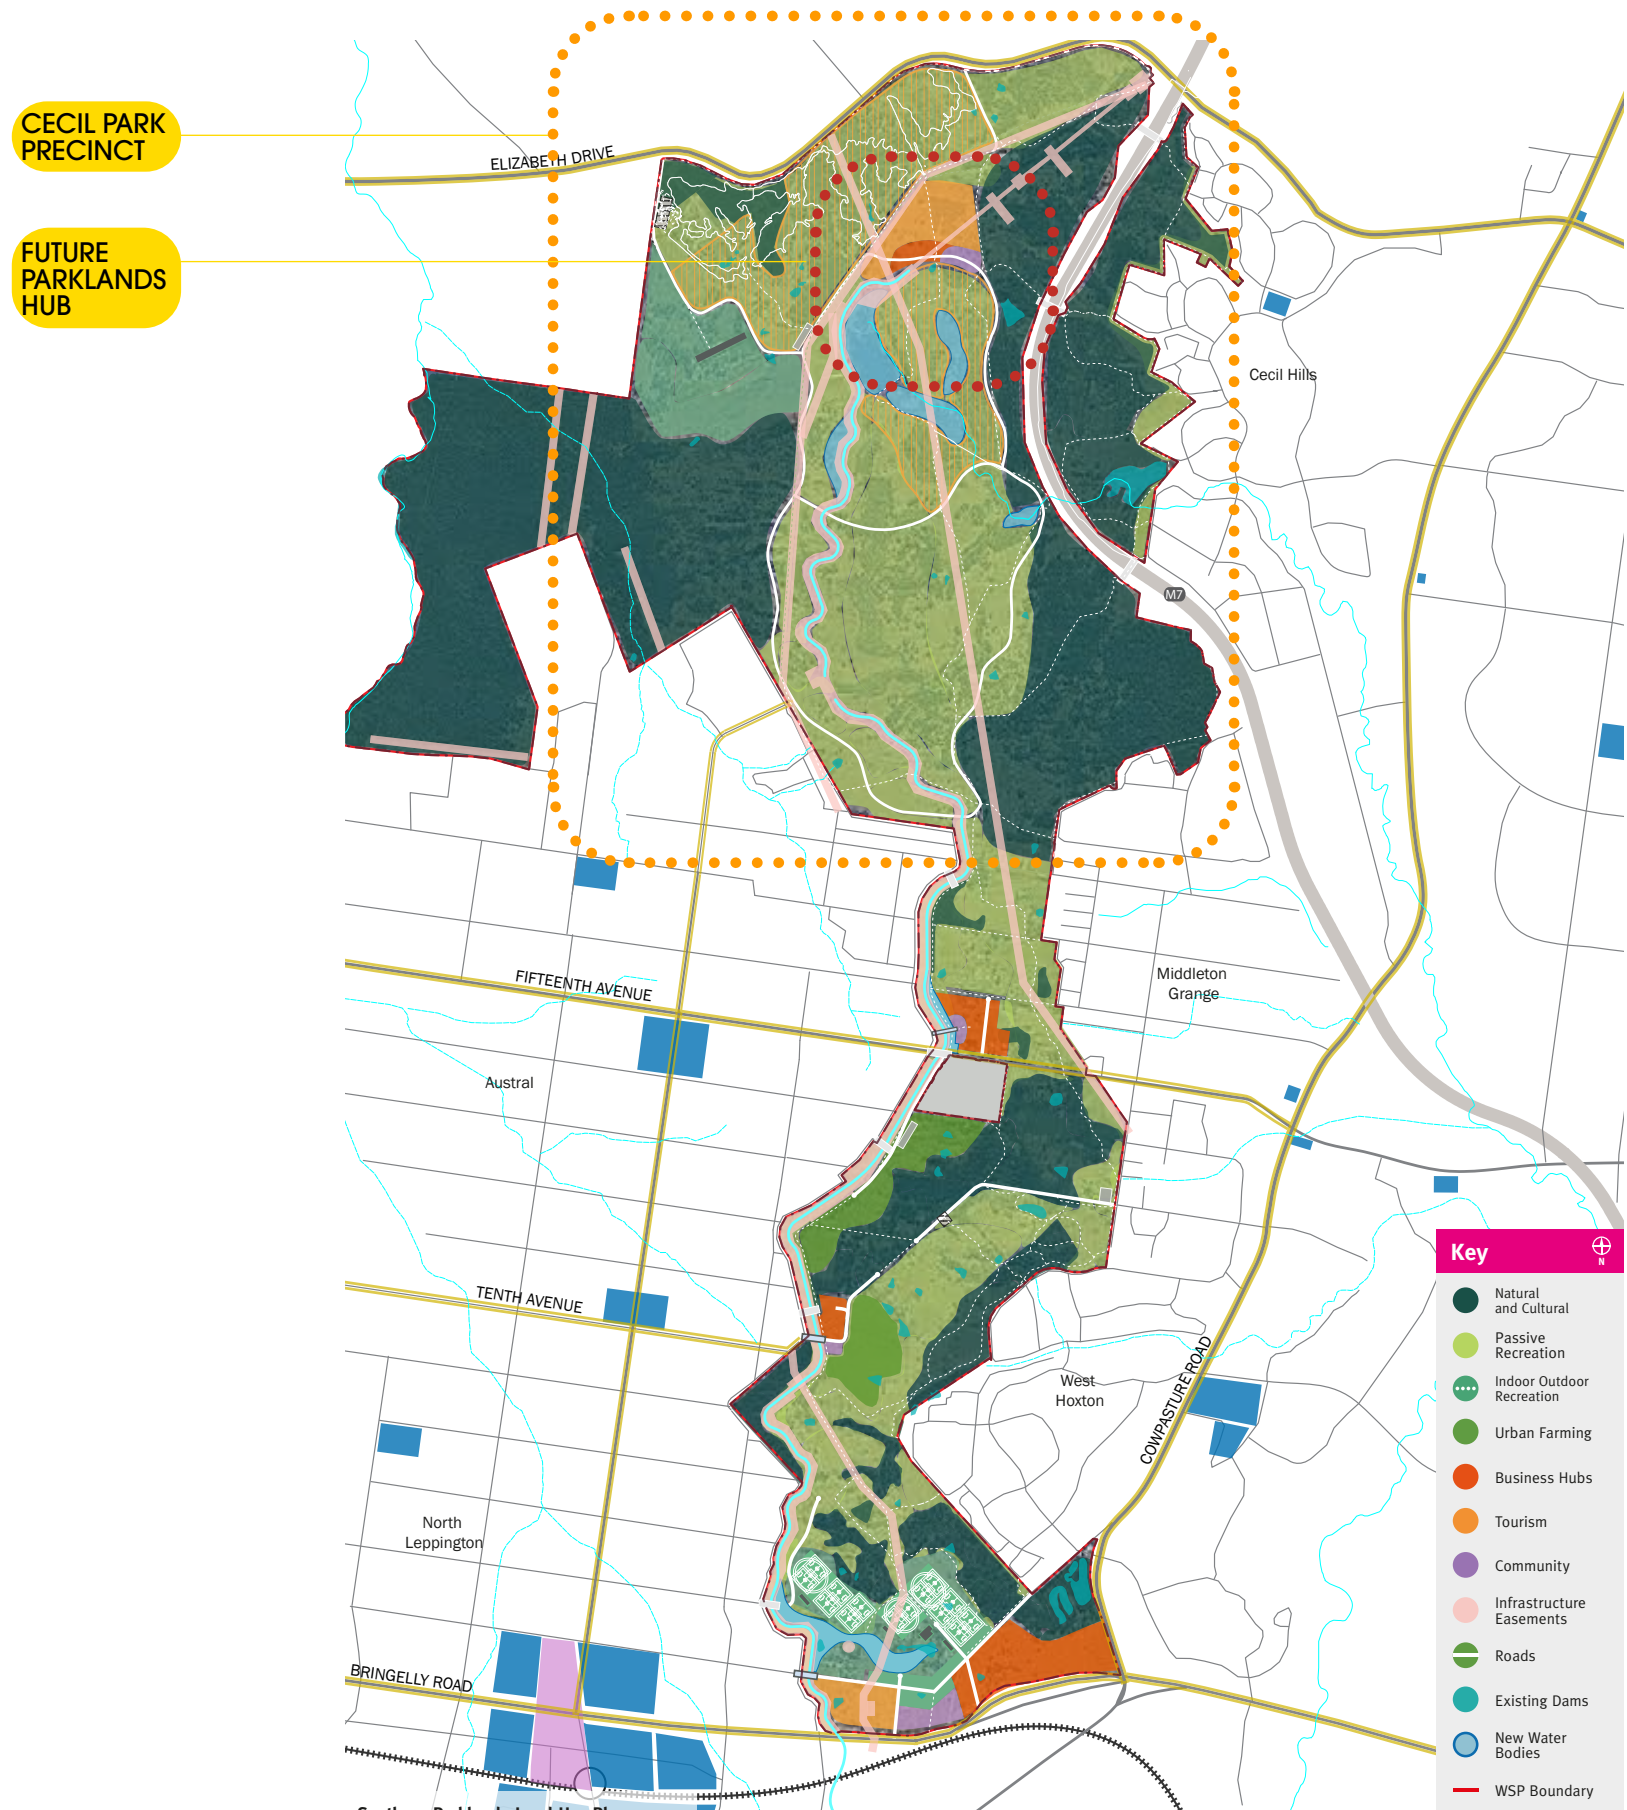 CECIL PARK
PRECINCT
FUTURE
PARKLANDS
HUB
ELIZABETH DRIVE
Cecil Hills
M7
FIFTEENTH AVENUE
Middleton
Grange
Austral
TENTH AVENUE
West
Hoxton
COWPASTURE ROAD
North
Leppington
BRINGELLY ROAD
Key
N
Natural
and Cultural
Passive
Recreation
Indoor Outdoor
Recreation
Urban Farming
Business Hubs
Tourism
Community
Infrastructure
Easements
Roads
Existing Dams
New Water
Bodies
WSP Boundary